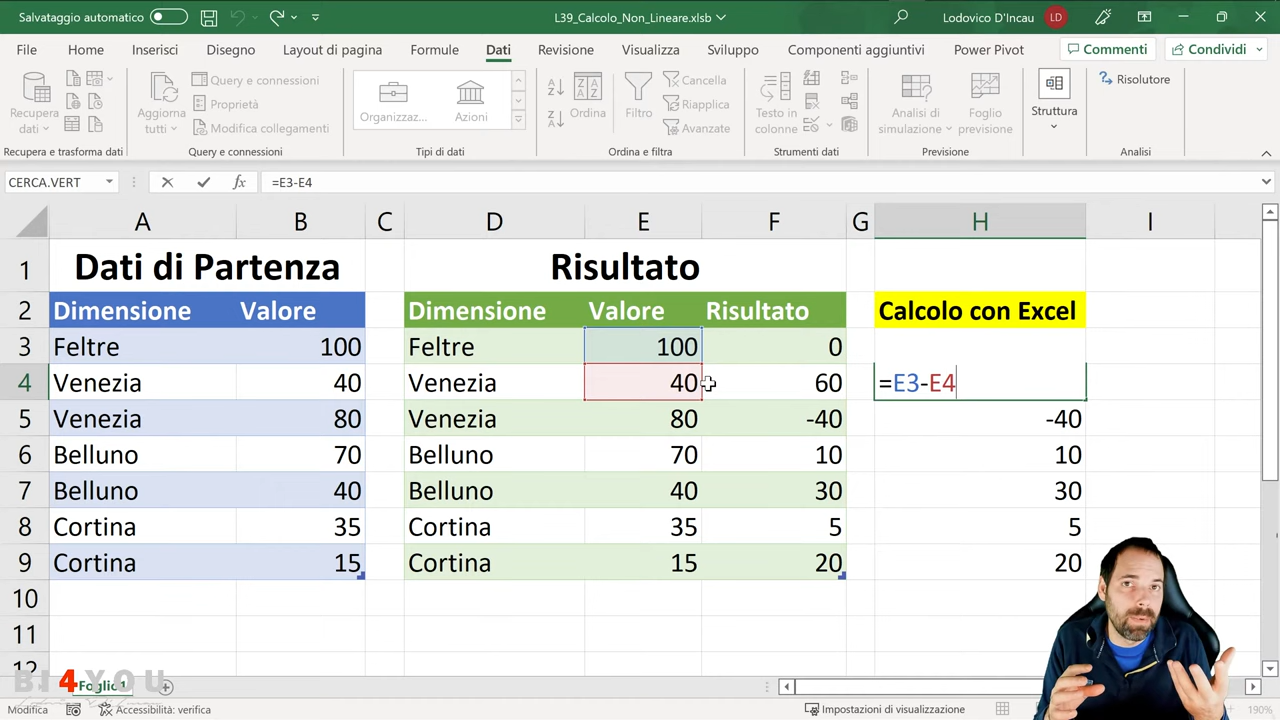 Salvataggio automatico L39_Calcolo_Non_Lineare.xlsb Lodovico D'Incau LD
File Home Inserisci Disegno Layout di pagina Formule Dati Revisione Visualizza Sviluppo Componenti aggiuntivi Power Pivot Commenti Condividi
Recupera dati
Aggiorna tutti
Query e connessioni
Proprietà
Modifica collegamenti
Organizzaz...
Azioni
Ordina
Filtro
Cancella
Riapplica
Avanzate
Testo in colonne
Analisi di simulazione
Foglio previsione
Struttura
Risolutore
Recupera e trasforma dati Query e connessioni Tipi di dati Ordina e filtra Strumenti dati Previsione Analisi
CERCA.VERT fx =E3-E4
A B C D E F G H I
1 Dati di Partenza Risultato
2 Dimensione Valore Dimensione Valore Risultato Calcolo con Excel
3 Feltre 100 Feltre 100 0
4 Venezia 40 Venezia 40 60 =E3-E4
5 Venezia 80 Venezia 80 -40 -40
6 Belluno 70 Belluno 70 10 10
7 Belluno 40 Belluno 40 30 30
8 Cortina 35 Cortina 35 5 5
9 Cortina 15 Cortina 15 20 20
10
11
12
BI4YOU
Foglio1
Modifica Accessibilità: verifica Impostazioni di visualizzazione 190%